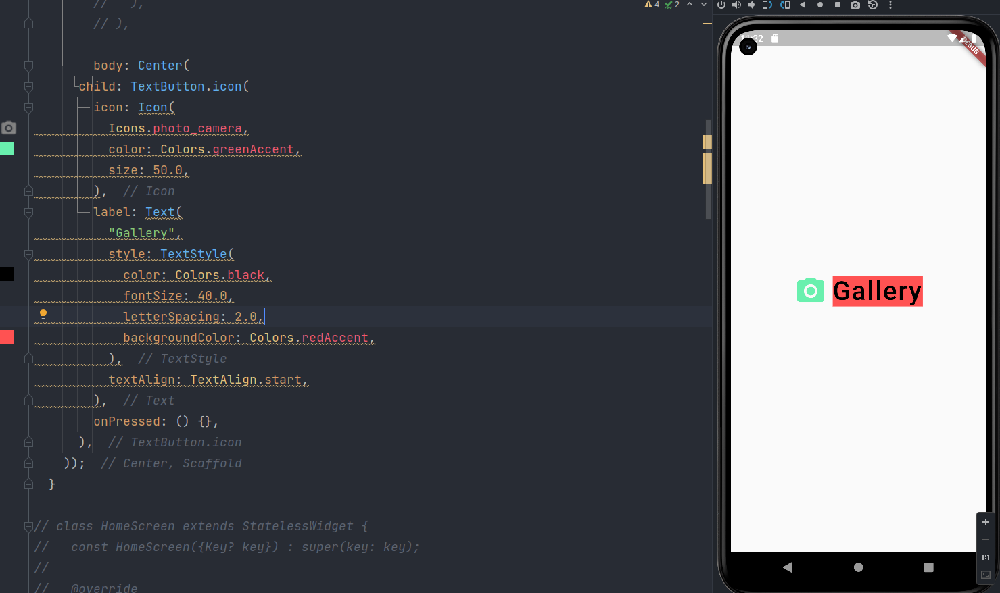 //   ),
// ),
4 2
body: Center(
child: TextButton.icon(
icon: Icon(
Icons.photo_camera,
color: Colors.greenAccent,
size: 50.0,
), // Icon
label: Text(
"Gallery",
style: TextStyle(
color: Colors.black,
fontSize: 40.0,
letterSpacing: 2.0,
backgroundColor: Colors.redAccent,
), // TextStyle
textAlign: TextAlign.start,
), // Text
onPressed: () {},
), // TextButton.icon
)); // Center, Scaffold
}
// class HomeScreen extends StatelessWidget {
//   const HomeScreen({Key? key}) : super(key: key);
//
//   @override
DEBUG
Gallery
1:1